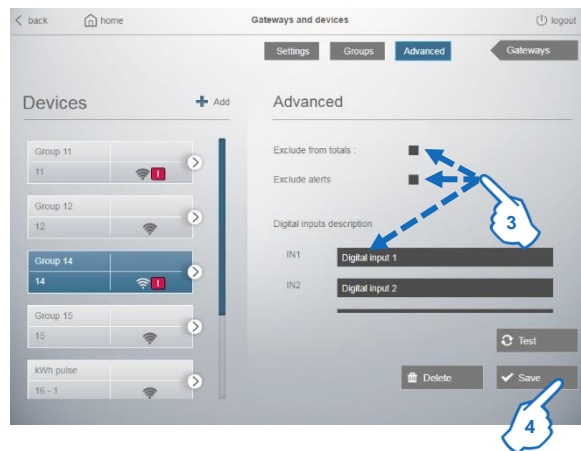 back
home
Gateways and devices
logout
Settings
Groups
Advanced
Gateways
Devices
Add
Group 11
11
I
Group 12
12
Group 14
14
I
Group 15
15
kWh pulse
16 - 1
Advanced
Exclude from totals :
Exclude alerts
Digital inputs description
IN1
Digital input 1
IN2
Digital input 2
3
Test
Delete
Save
4